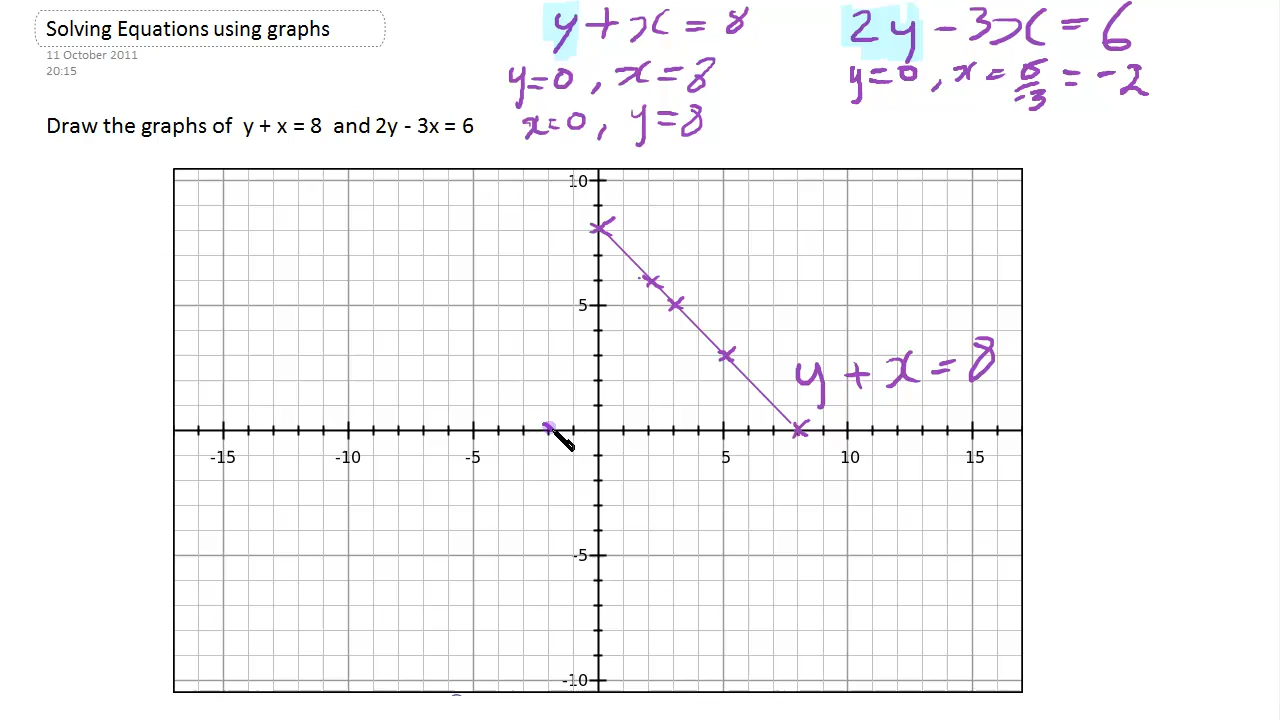 Solving Equations using graphs
11 October 2011
20:15
y + x = 8
y=0 , x = 8
x=0 , y = 8
2y - 3x = 6
y=0 , x = 6/-3 = -2
Draw the graphs of y + x = 8 and 2y - 3x = 6
10
5
y + x = 8
-15 -10 -5 5 10 15
-5
-10